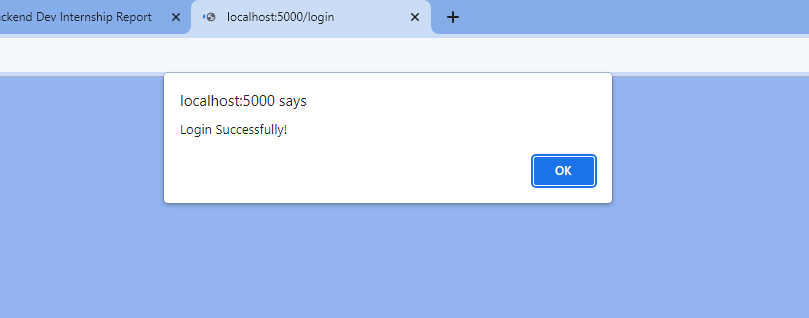 ckend Dev Internship Report
localhost:5000/login
localhost:5000 says
Login Successfully!
OK